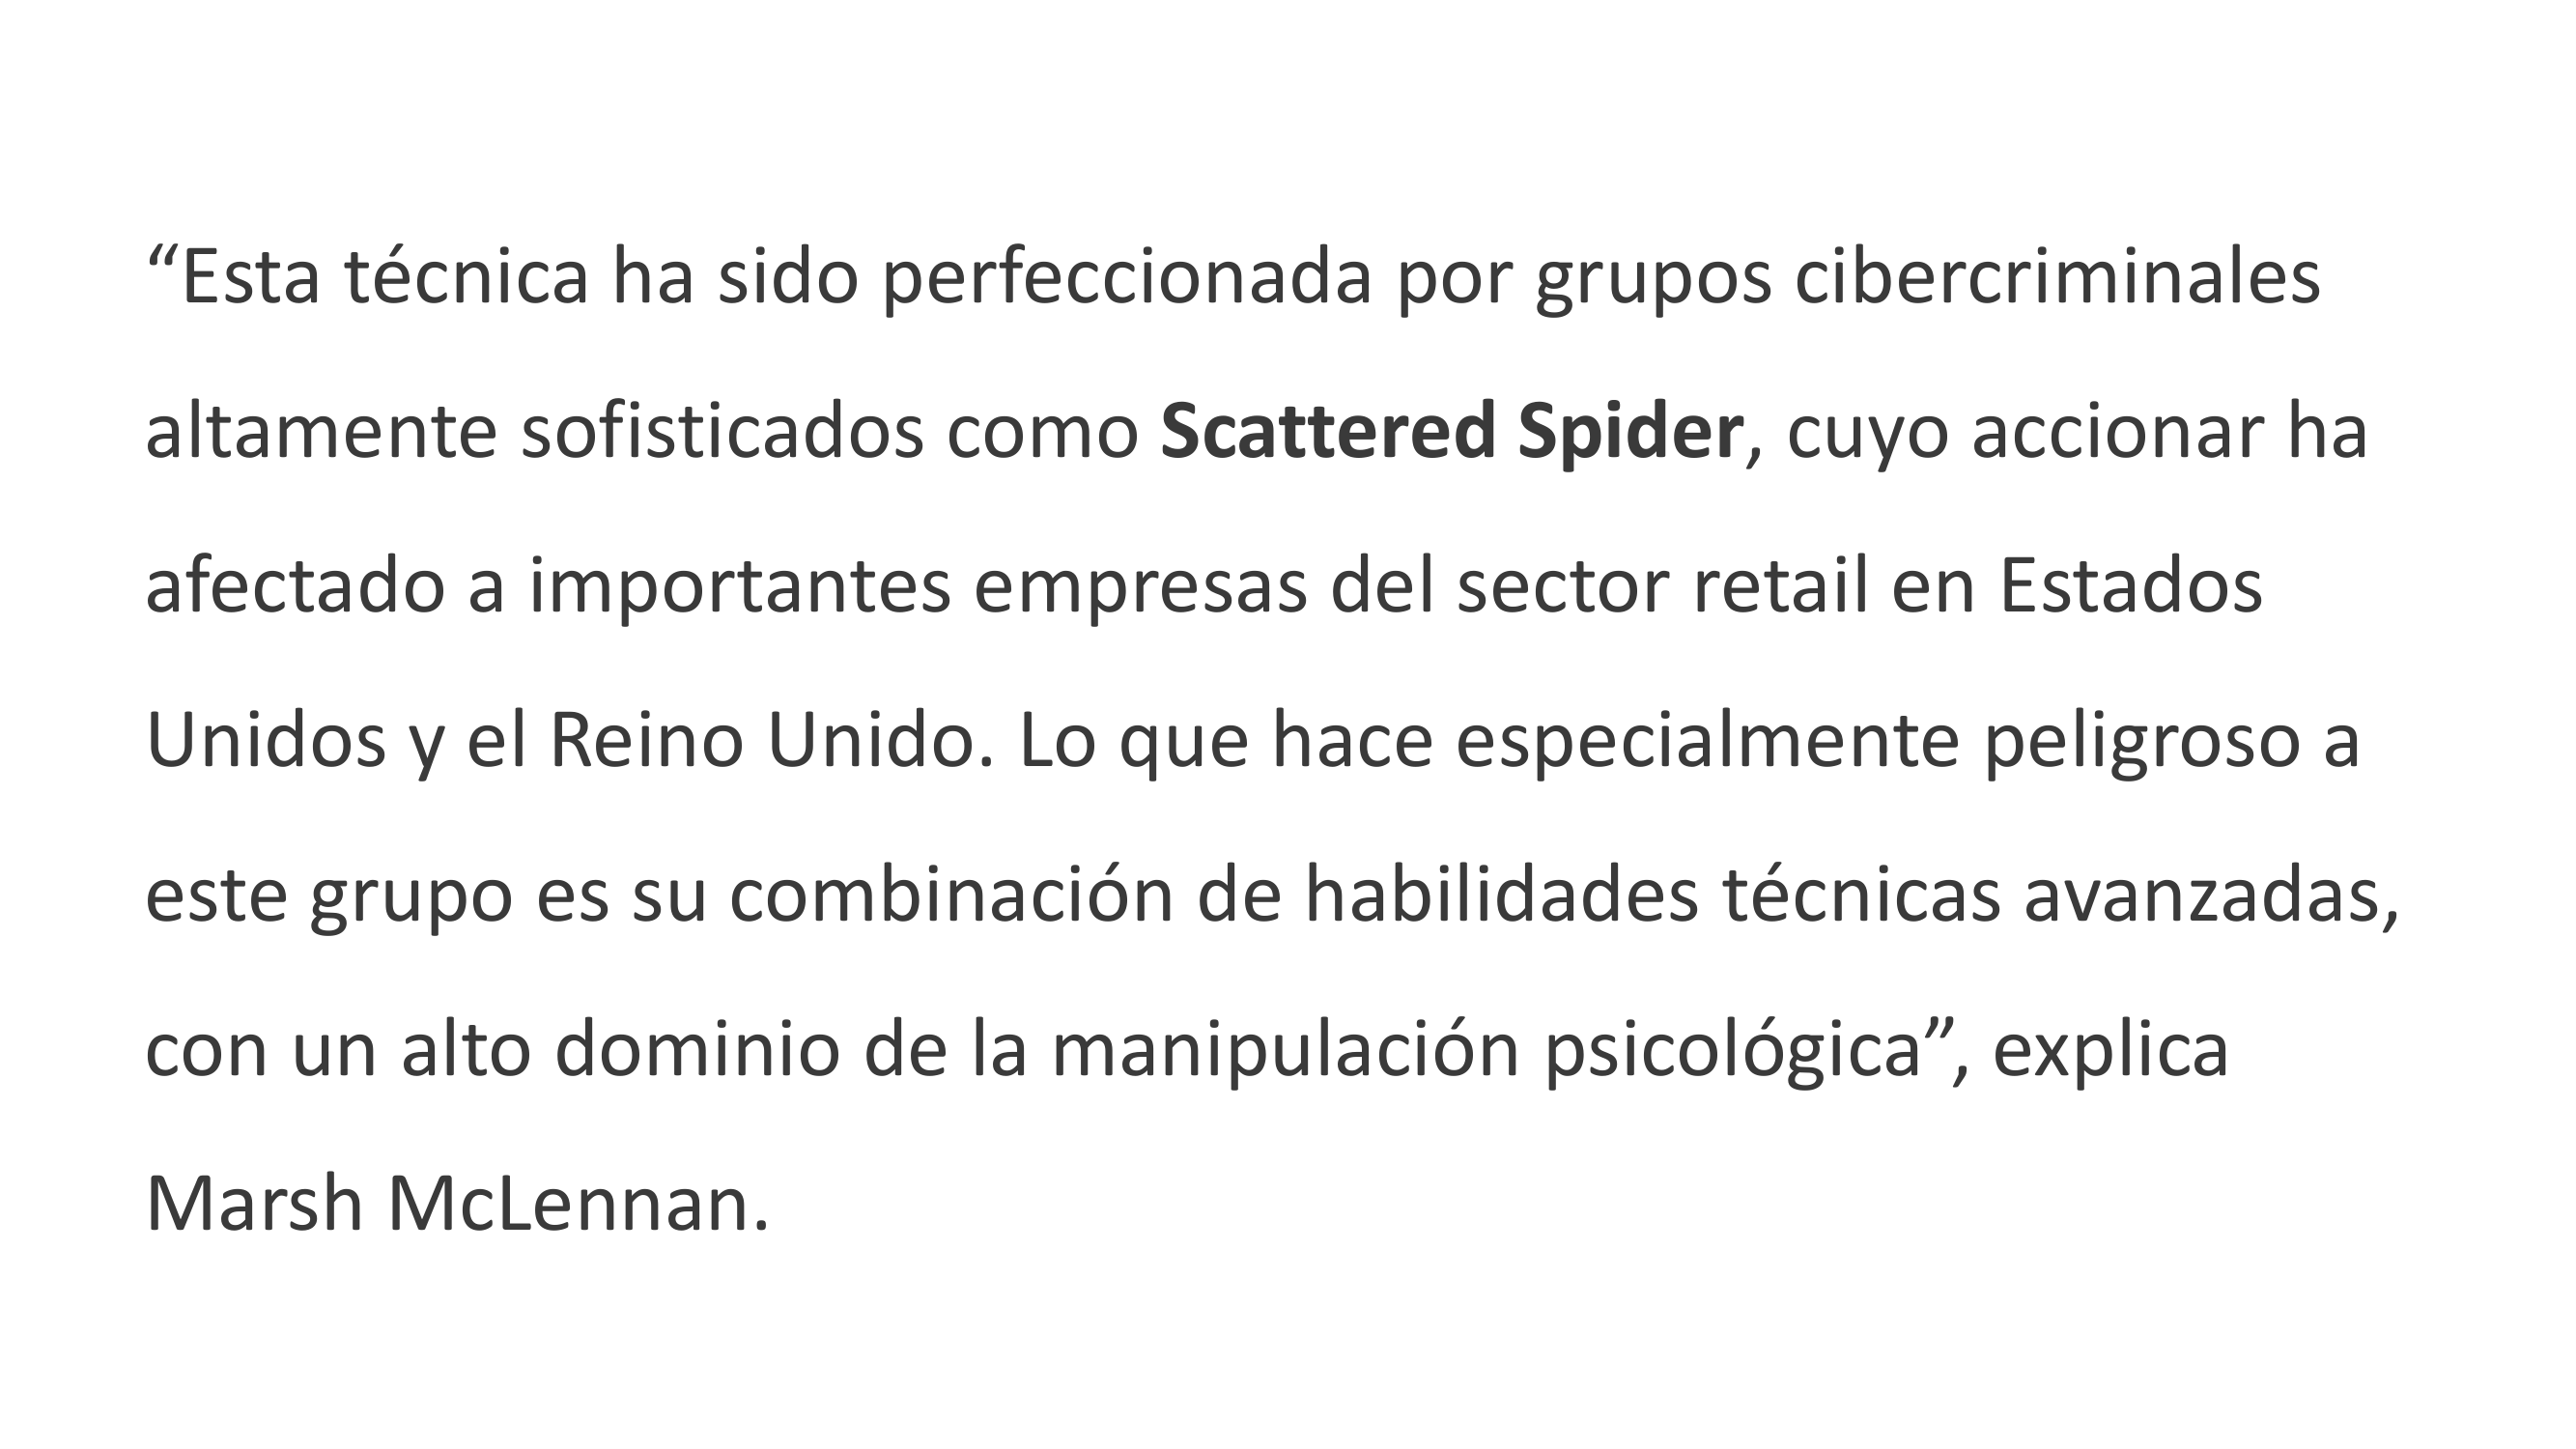 “Esta técnica ha sido perfeccionada por grupos cibercriminales
altamente sofisticados como Scattered Spider, cuyo accionar ha
afectado a importantes empresas del sector retail en Estados
Unidos y el Reino Unido. Lo que hace especialmente peligroso a
este grupo es su combinación de habilidades técnicas avanzadas,
con un alto dominio de la manipulación psicológica”, explica
Marsh McLennan.